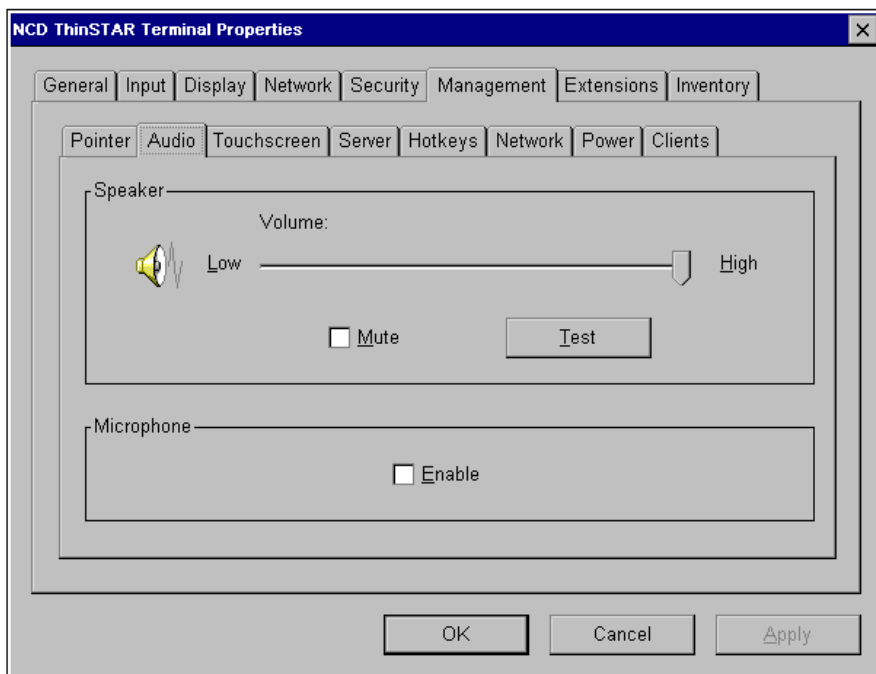 NCD ThinSTAR Terminal Properties
General Input Display Network Security Management Extensions Inventory
Pointer Audio Touchscreen Server Hotkeys Network Power Clients
Speaker
Volume:
Low High
Mute Test
Microphone
Enable
OK Cancel Apply